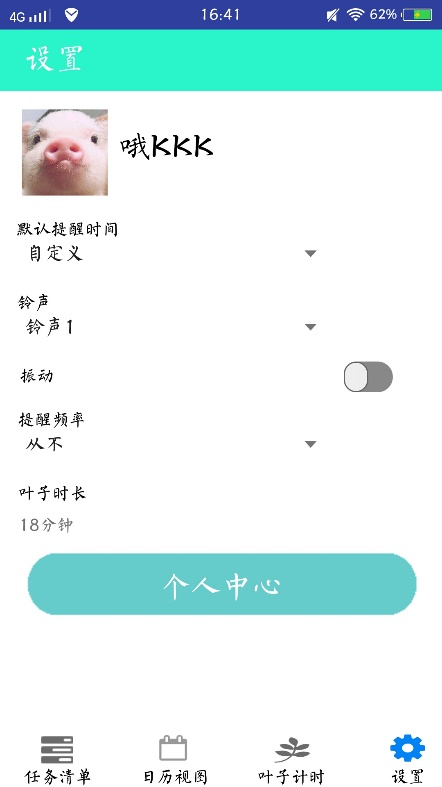 4G 16:41 62%
设置
哦KKK
默认提醒时间
自定义
铃声
铃声1
振动
提醒频率
从不
叶子时长
18分钟
个人中心
任务清单 日历视图 叶子计时 设置